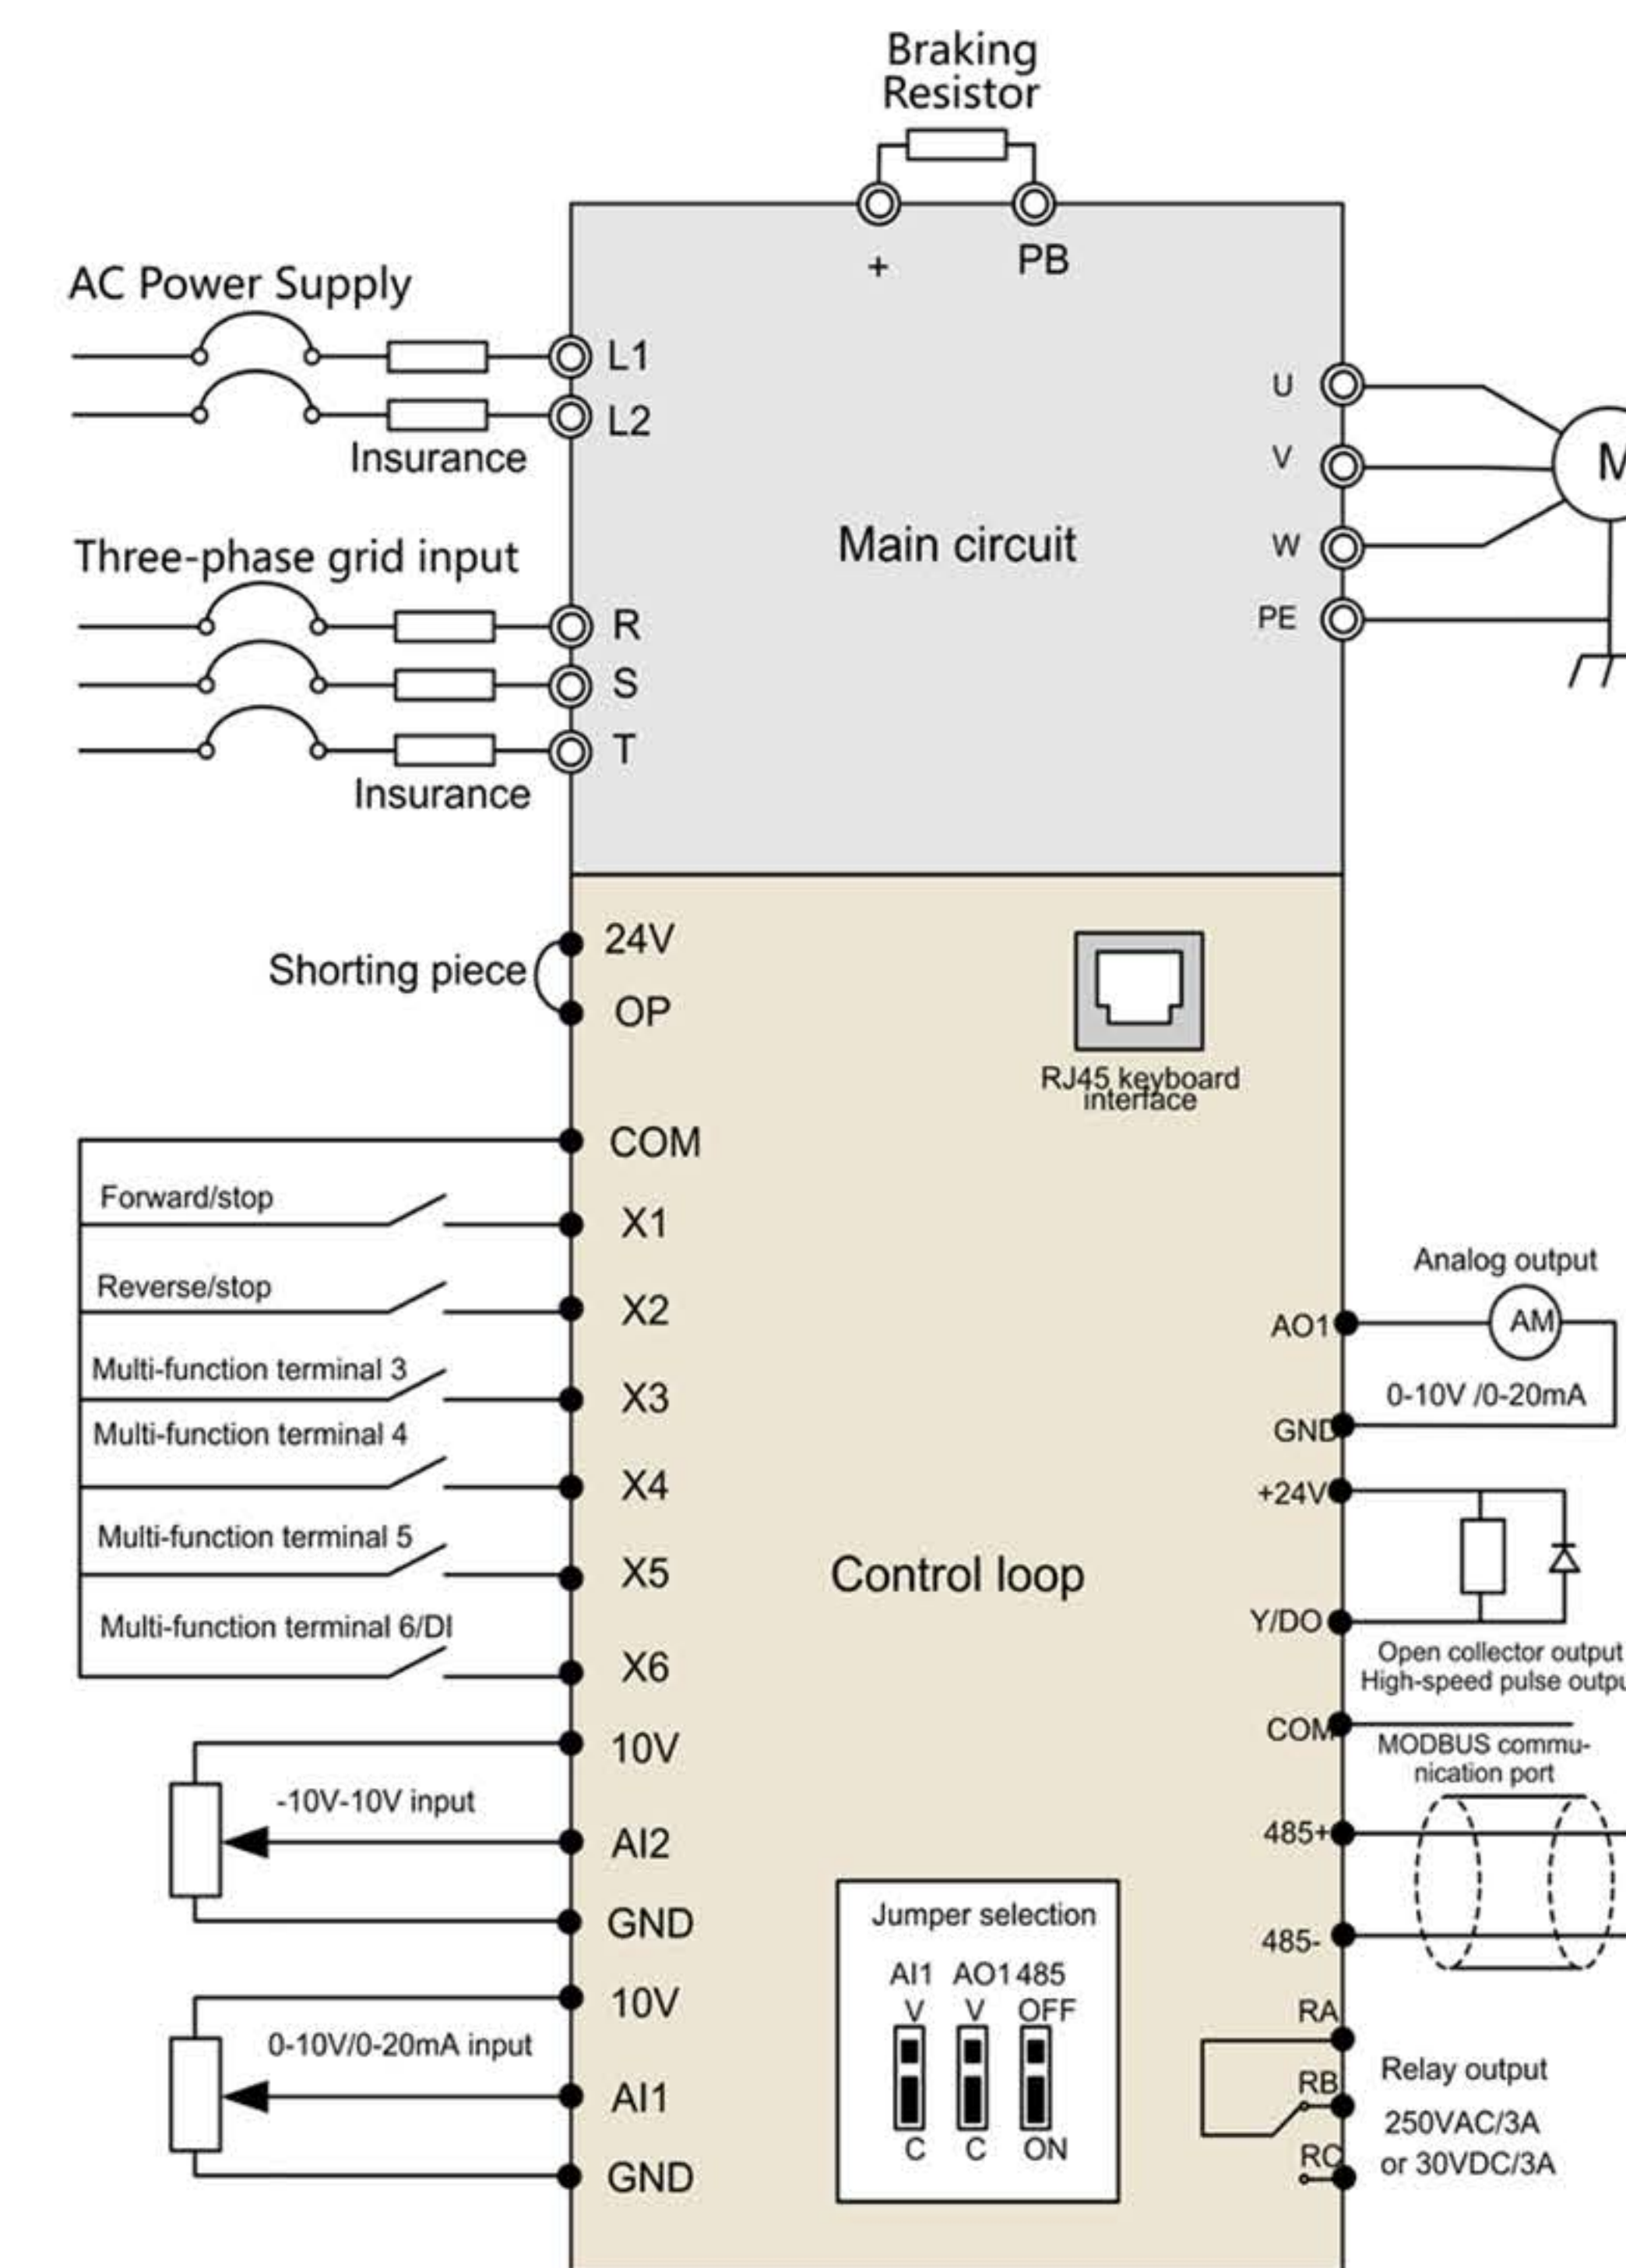 Braking
Resistor
+
PB
AC Power Supply
L1
L2
Insurance
U
V
W
PE
M
Main circuit
Three-phase grid input
R
S
T
Insurance
24V
Shorting piece
OP
RJ45 keyboard
interface
COM
Forward/stop
X1
Reverse/stop
X2
Multi-function terminal 3
X3
Multi-function terminal 4
X4
Multi-function terminal 5
X5
Multi-function terminal 6/DI
X6
Control loop
Analog output
AO1
AM
0-10V /0-20mA
GND
+24V
Y/DO
Open collector output
High-speed pulse outpu
COM
MODBUS commu-
nication port
485+
485-
10V
-10V-10V input
AI2
GND
10V
0-10V/0-20mA input
AI1
GND
Jumper selection
AI1 AO1 485
V V OFF
C C ON
RA
RB
RC
Relay output
250VAC/3A
or 30VDC/3A